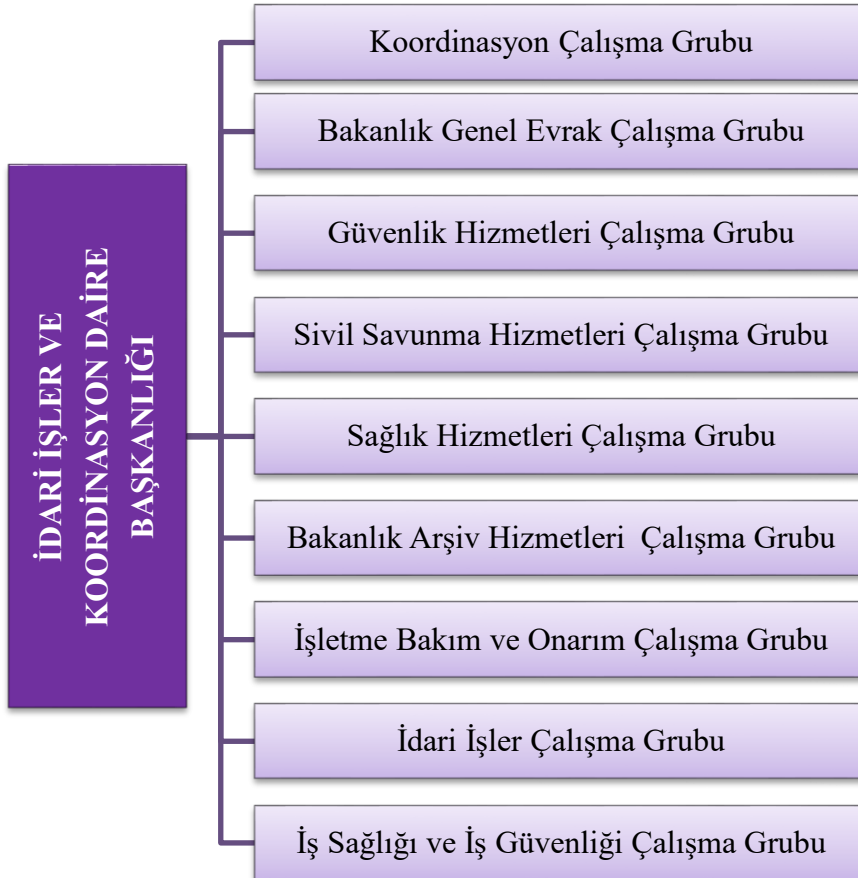 İDARİ İŞLER VE
KOORDİNASYON DAİRE
BAŞKANLIĞI
Koordinasyon Çalışma Grubu
Bakanlık Genel Evrak Çalışma Grubu
Güvenlik Hizmetleri Çalışma Grubu
Sivil Savunma Hizmetleri Çalışma Grubu
Sağlık Hizmetleri Çalışma Grubu
Bakanlık Arşiv Hizmetleri  Çalışma Grubu
İşletme Bakım ve Onarım Çalışma Grubu
İdari İşler Çalışma Grubu
İş Sağlığı ve İş Güvenliği Çalışma Grubu